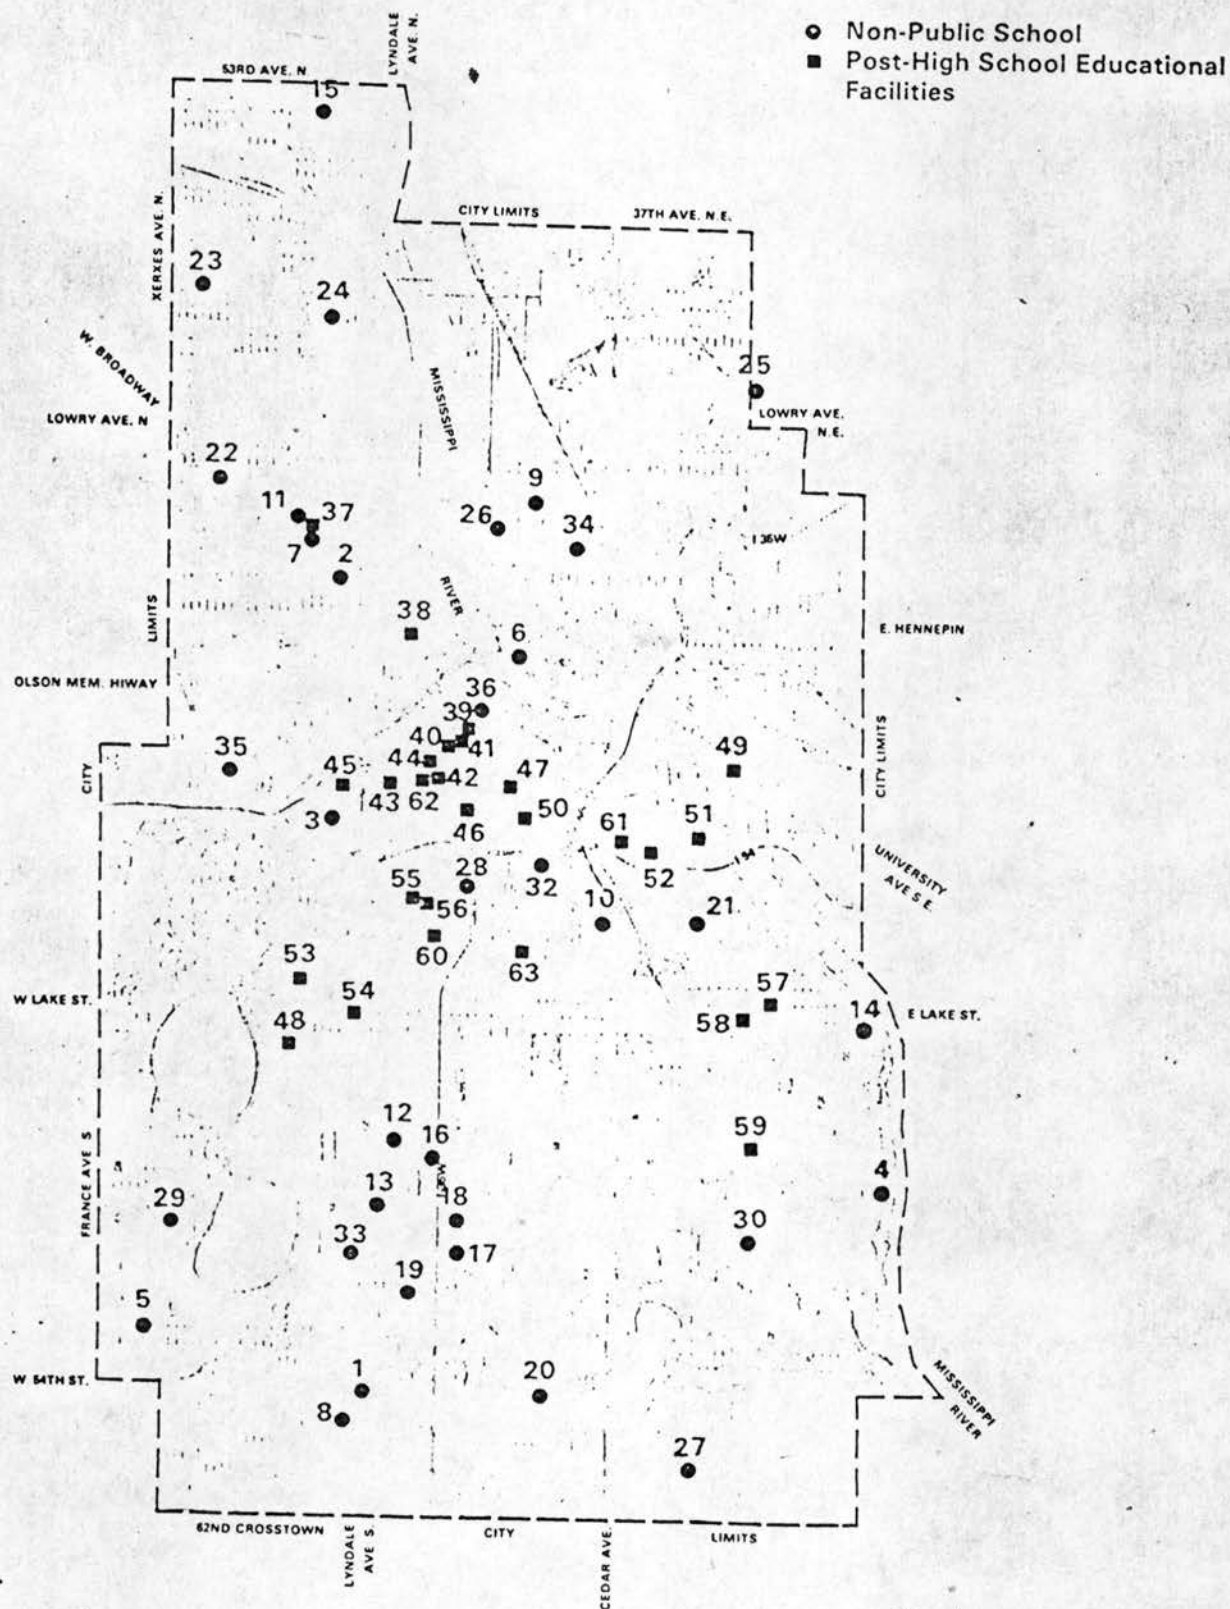 Non-Public School
Post-High School Educational
Facilities
LYNDALE
AVE. N.
53RD AVE. N
15
CITY LIMITS
37TH AVE. N.E.
XERXES AVE. N.
23
24
W. BROADWAY
25
LOWRY AVE. N
MISSISSIPPI
LOWRY AVE.
N.E.
22
9
11
37
26
34
7
2
I 35W
LIMITS
38
RIVER
6
E. HENNEPIN
OLSON MEM. HIWAY
36
39
40
41
35
45
44
42
47
49
CITY
CITY LIMITS
43
62
3
46
50
61
51
I 94
52
UNIVERSITY
AVE S.E.
55
28
32
10
21
56
60
63
53
57
W LAKE ST.
54
58
14
E LAKE ST.
48
12
16
59
FRANCE AVE S
29
13
18
35W
4
33
17
30
19
5
W 54TH ST.
1
20
8
MISSISSIPPI
RIVER
27
62ND CROSSTOWN
LYNDALE
AVE S.
CITY
CEDAR AVE.
LIMITS